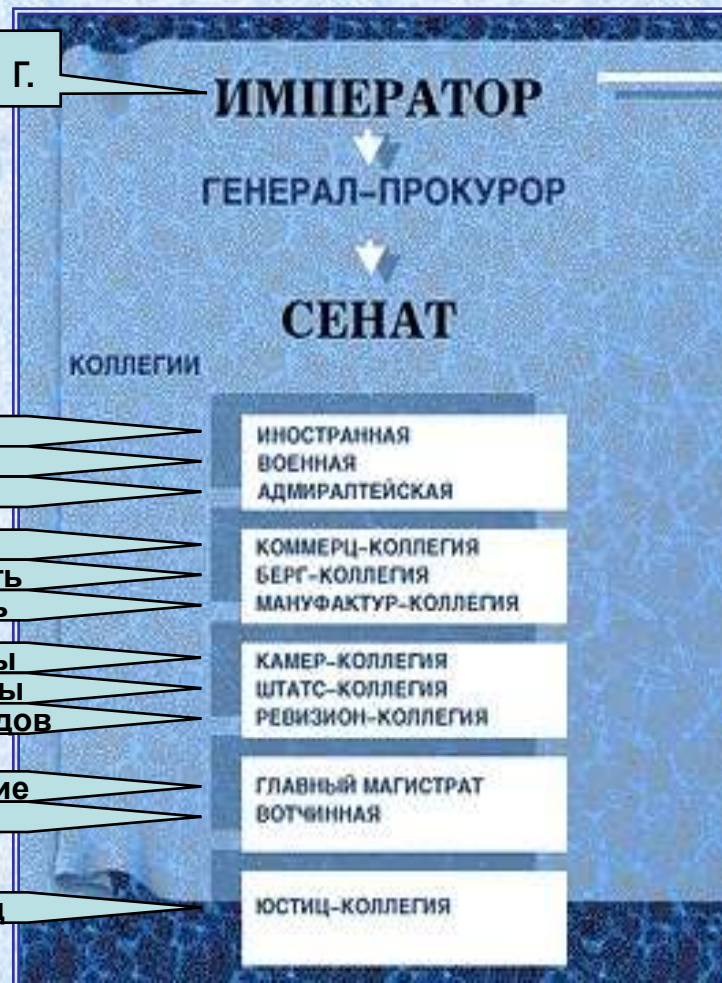 Г.
ИМПЕРАТОР
ГЕНЕРАЛ-ПРОКУРОР
СЕНАТ
КОЛЛЕГИИ
ИНОСТРАННАЯ
ВОЕННАЯ
АДМИРАЛТЕЙСКАЯ
КОММЕРЦ-КОЛЛЕГИЯ
БЕРГ-КОЛЛЕГИЯ
МАНУФАКТУР-КОЛЛЕГИЯ
КАМЕР-КОЛЛЕГИЯ
ШТАТС-КОЛЛЕГИЯ
РЕВИЗИОН-КОЛЛЕГИЯ
ГЛАВНЫЙ МАГИСТРАТ
ВОТЧИННАЯ
ЮСТИЦ-КОЛЛЕГИЯ